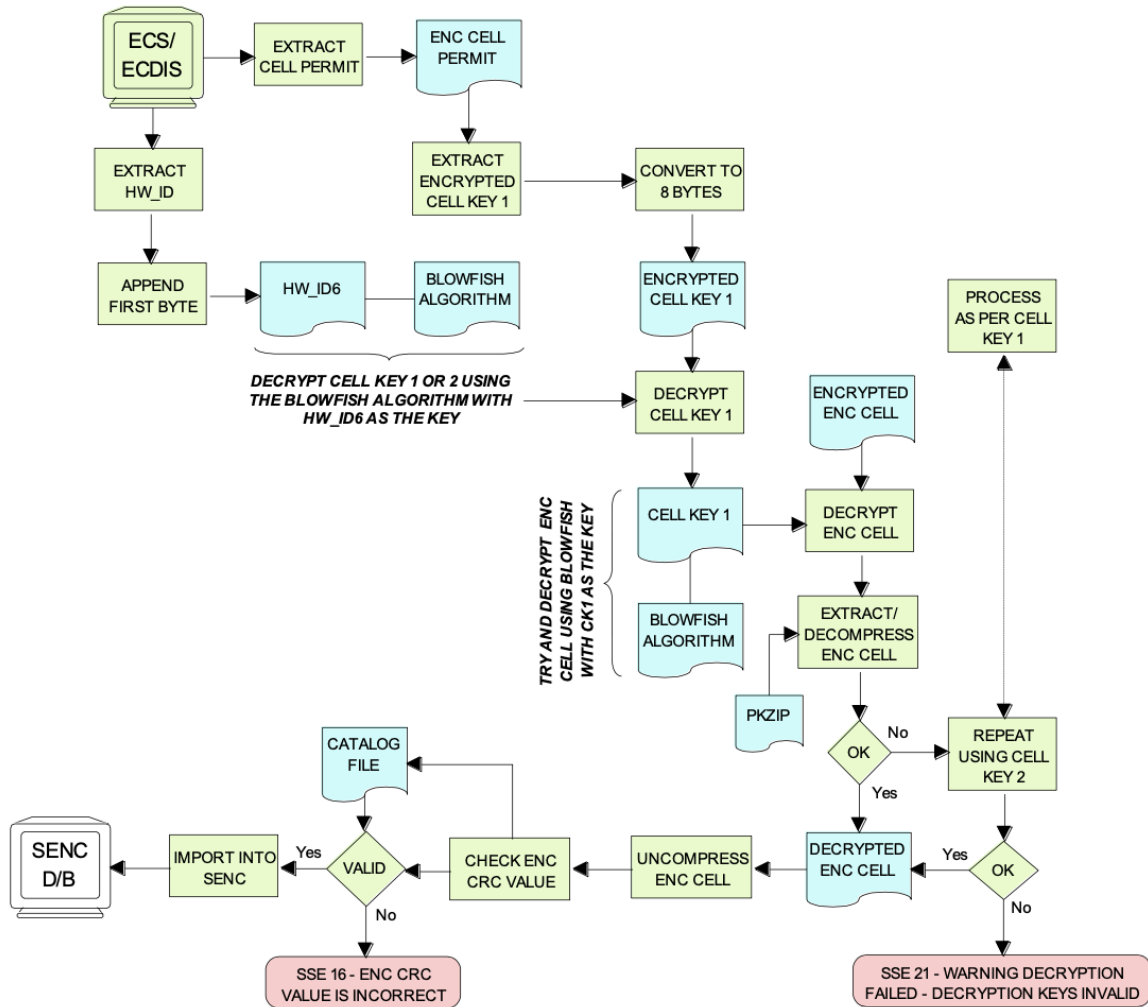 ECS/
ECDIS
EXTRACT
CELL PERMIT
ENC CELL
PERMIT
EXTRACT
HW_ID
EXTRACT
ENCRYPTED
CELL KEY 1
CONVERT TO
8 BYTES
APPEND
FIRST BYTE
HW_ID6
BLOWFISH
ALGORITHM
ENCRYPTED
CELL KEY 1
PROCESS
AS PER CELL
KEY 1
DECRYPT CELL KEY 1 OR 2 USING
THE BLOWFISH ALGORITHM WITH
HW_ID6 AS THE KEY
DECRYPT
CELL KEY 1
ENCRYPTED
ENC CELL
TRY AND DECRYPT ENC
CELL USING BLOWFISH
WITH CK1 AS THE KEY
CELL KEY 1
DECRYPT
ENC CELL
BLOWFISH
ALGORITHM
EXTRACT/
DECOMPRESS
ENC CELL
PKZIP
OK
No
Yes
REPEAT
USING CELL
KEY 2
CATALOG
FILE
SENC
D/B
IMPORT INTO
SENC
Yes
VALID
No
CHECK ENC
CRC VALUE
UNCOMPRESS
ENC CELL
DECRYPTED
ENC CELL
Yes
OK
No
SSE 16 - ENC CRC
VALUE IS INCORRECT
SSE 21 - WARNING DECRYPTION
FAILED - DECRYPTION KEYS INVALID